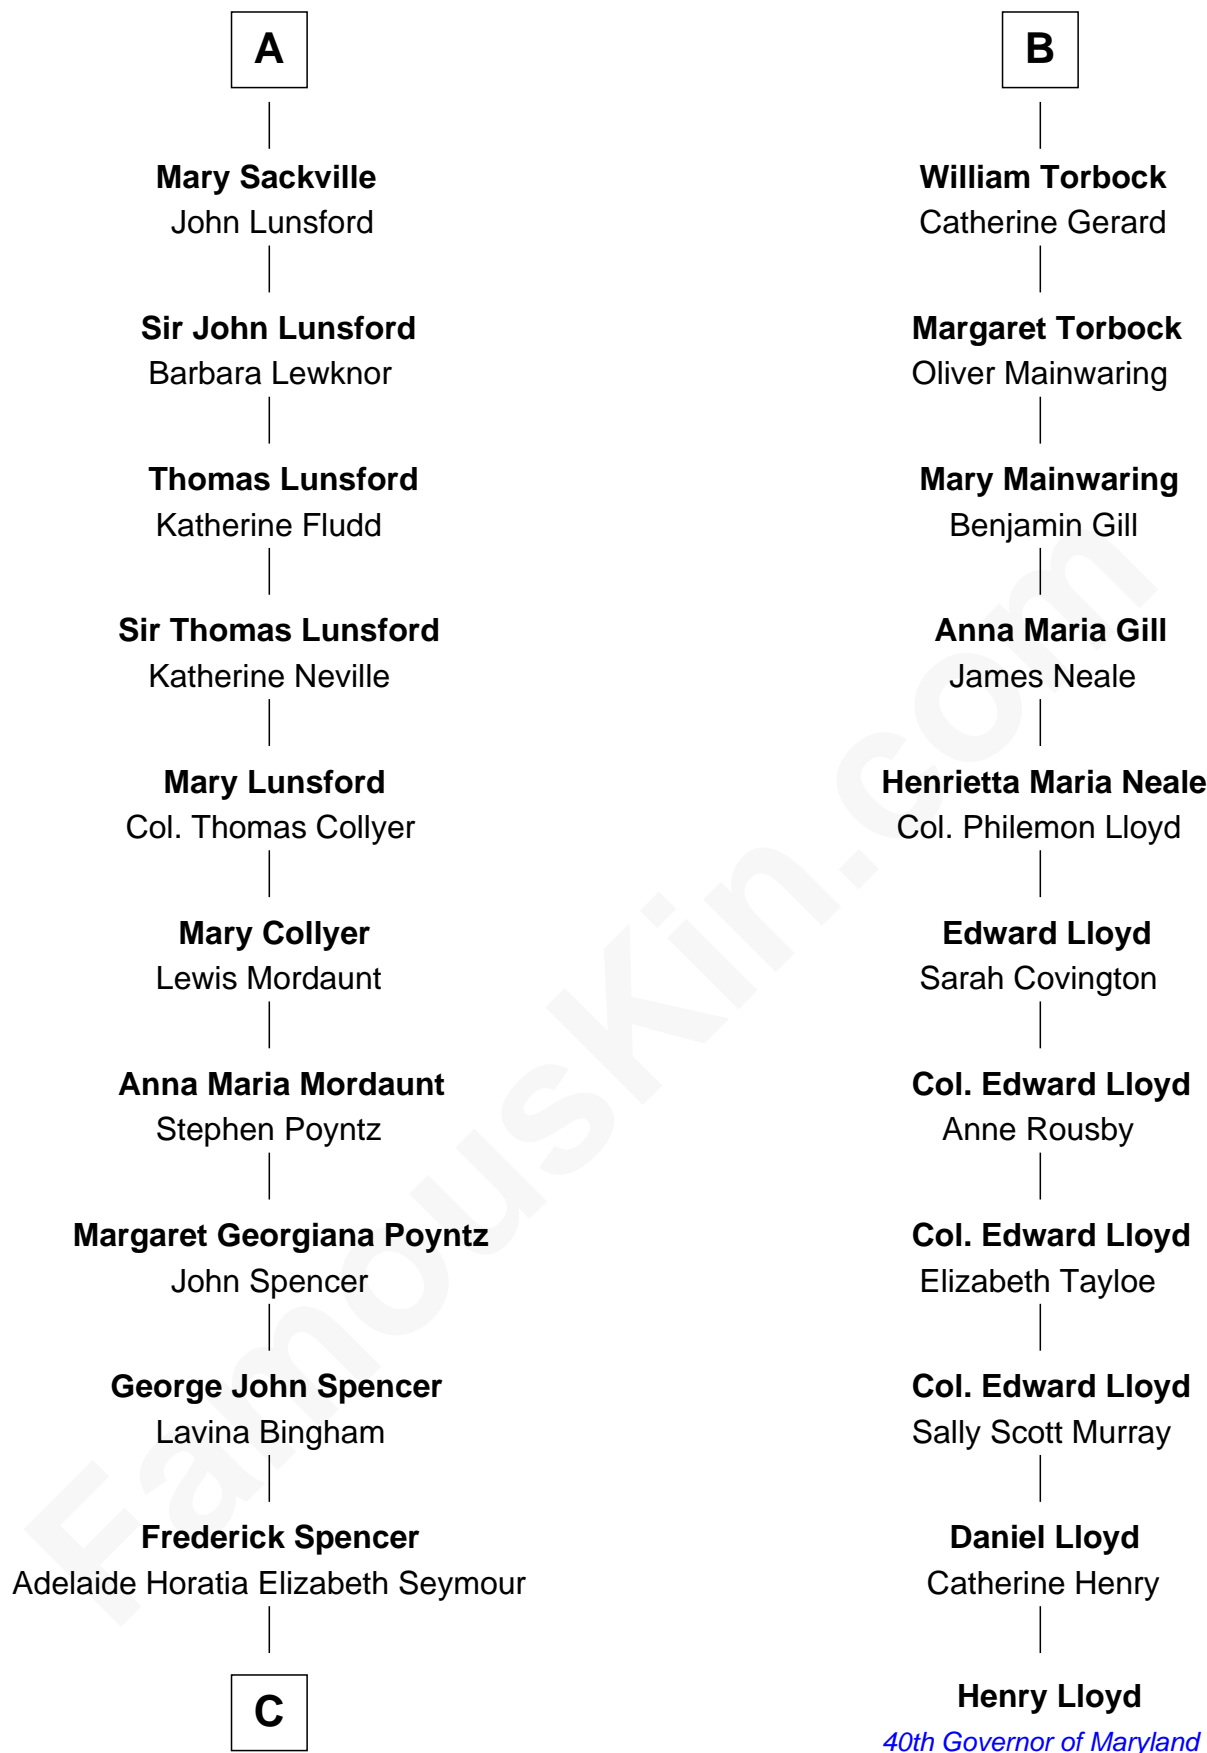 A
Mary Sackville
John Lunsford
Sir John Lunsford
Barbara Lewknor
Thomas Lunsford
Katherine Fludd
Sir Thomas Lunsford
Katherine Neville
Mary Lunsford
Col. Thomas Collyer
Mary Collyer
Lewis Mordaunt
Anna Maria Mordaunt
Stephen Poyntz
Margaret Georgiana Poyntz
John Spencer
George John Spencer
Lavina Bingham
Frederick Spencer
Adelaide Horatia Elizabeth Seymour
C
B
William Torbock
Catherine Gerard
Margaret Torbock
Oliver Mainwaring
Mary Mainwaring
Benjamin Gill
Anna Maria Gill
James Neale
Henrietta Maria Neale
Col. Philemon Lloyd
Edward Lloyd
Sarah Covington
Col. Edward Lloyd
Anne Rousby
Col. Edward Lloyd
Elizabeth Tayloe
Col. Edward Lloyd
Sally Scott Murray
Daniel Lloyd
Catherine Henry
Henry Lloyd
40th Governor of Maryland
FamousKin.com